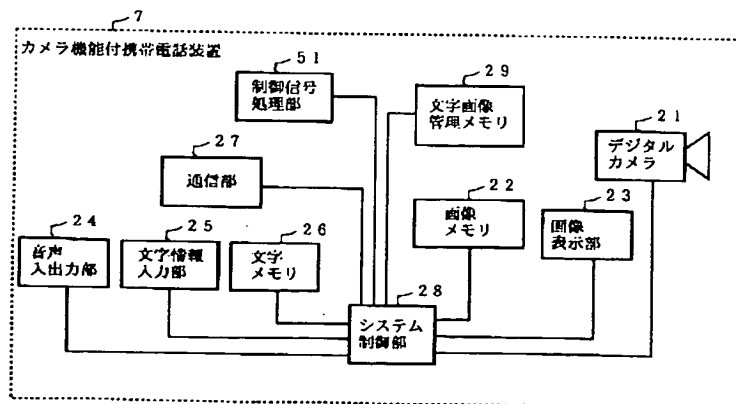 7
カメラ機能付携帯電話装置
51
制御信号
処理部
29
文字画像
管理メモリ
21
デジタル
カメラ
27
通信部
22
画像
メモリ
23
画像
表示部
24
音声
入出力部
25
文字情報
入力部
26
文字
メモリ
28
システム
制御部